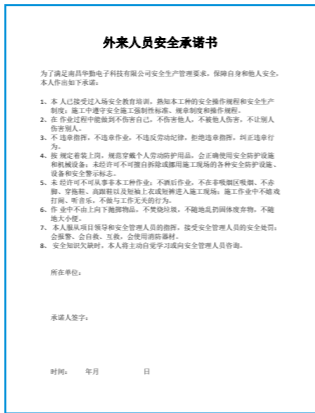 外来人员安全承诺书
为了满足南昌华勤电子科技有限公司安全生产管理要求，保障自身和他人安全，
本人作出如下承诺：
1、本人已接受过入场安全教育培训，熟知本工种的安全操作规程和安全生产
制度；施工中遵守安全施工强制性标准、规章制度和操作规程。
2、在作业过程中能做到不伤害自己，不伤害他人，不被他人伤害，不让别人
伤害别人。
3、不违章指挥，不违章作业，不违反劳动纪律，拒绝违章指挥，纠正违章行
为。
4、按规定着装上岗，规范穿戴个人劳动防护用品，会正确使用安全防护设施
和机械设备；未经许可不可擅自拆除或挪用施工现场的各种安全防护设施、
设备和安全警示标志。
5、未经许可不可从事非本工种作业；不酒后作业，不在非吸烟区吸烟、不赤
脚、穿拖鞋、高跟鞋以及短袖上衣或短裤进入施工现场；施工作业中不嬉戏
打闹、听音乐，不做与工作无关的行为。
6、作业中不由上向下抛掷物品，不焚烧垃圾，不随地乱扔固体废弃物，不随
地大小便。
7、本人服从项目领导和安全管理人员的指挥，接受安全管理人员的安全处罚；
会报警、会自救、互救，会使用消防器材。
8、安全知识欠缺时，本人将主动自觉学习或向安全管理人员咨询。
所在单位：
承诺人签字：
时间： 年月 日